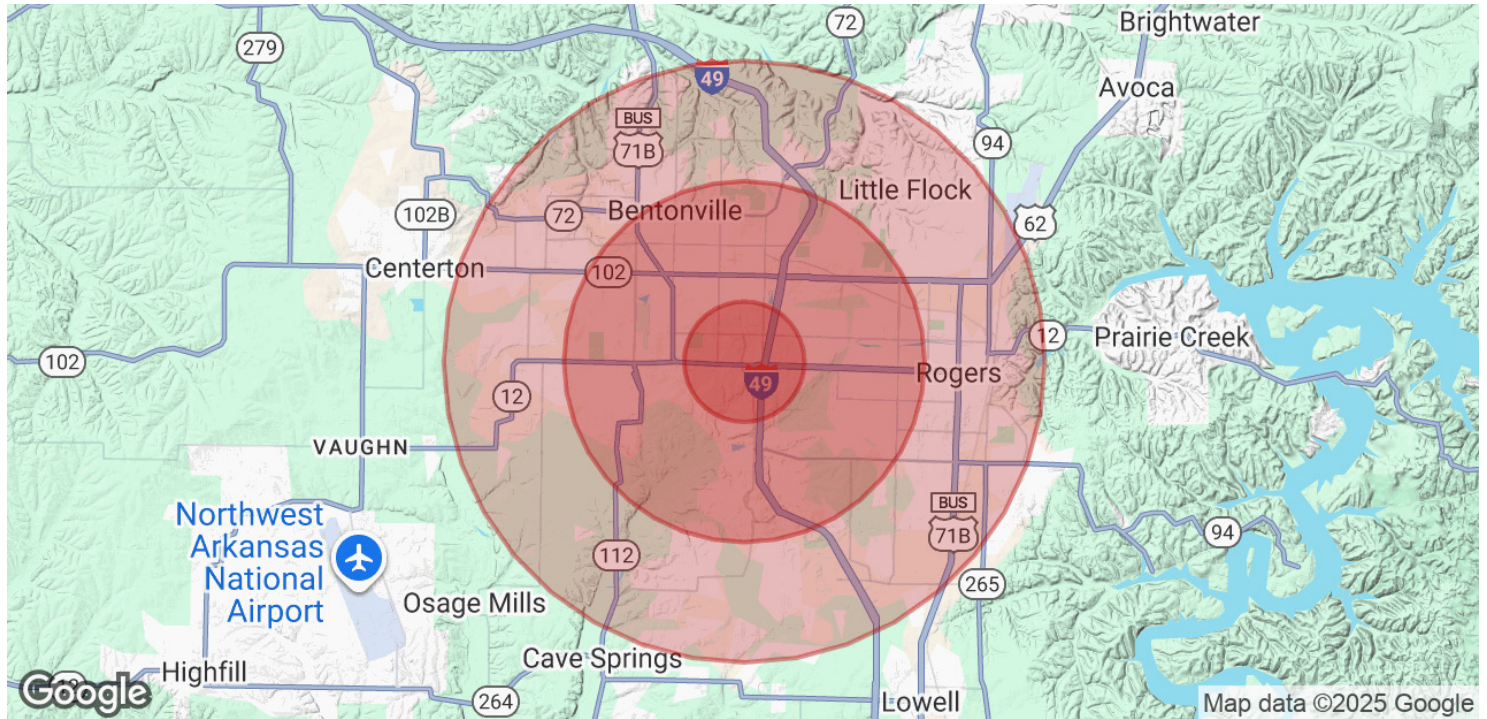 Brightwater
72
279
49
Avoca
BUS
71B
94
Little Flock
102B
72
Bentonville
62
Centerton
102
12
Prairie Creek
102
49
Rogers
12
VAUGHN
BUS
71B
Northwest
Arkansas
National
Airport
94
112
265
Osage Mills
Cave Springs
Highfill
264
Lowell
Google
Map data ©2025 Google